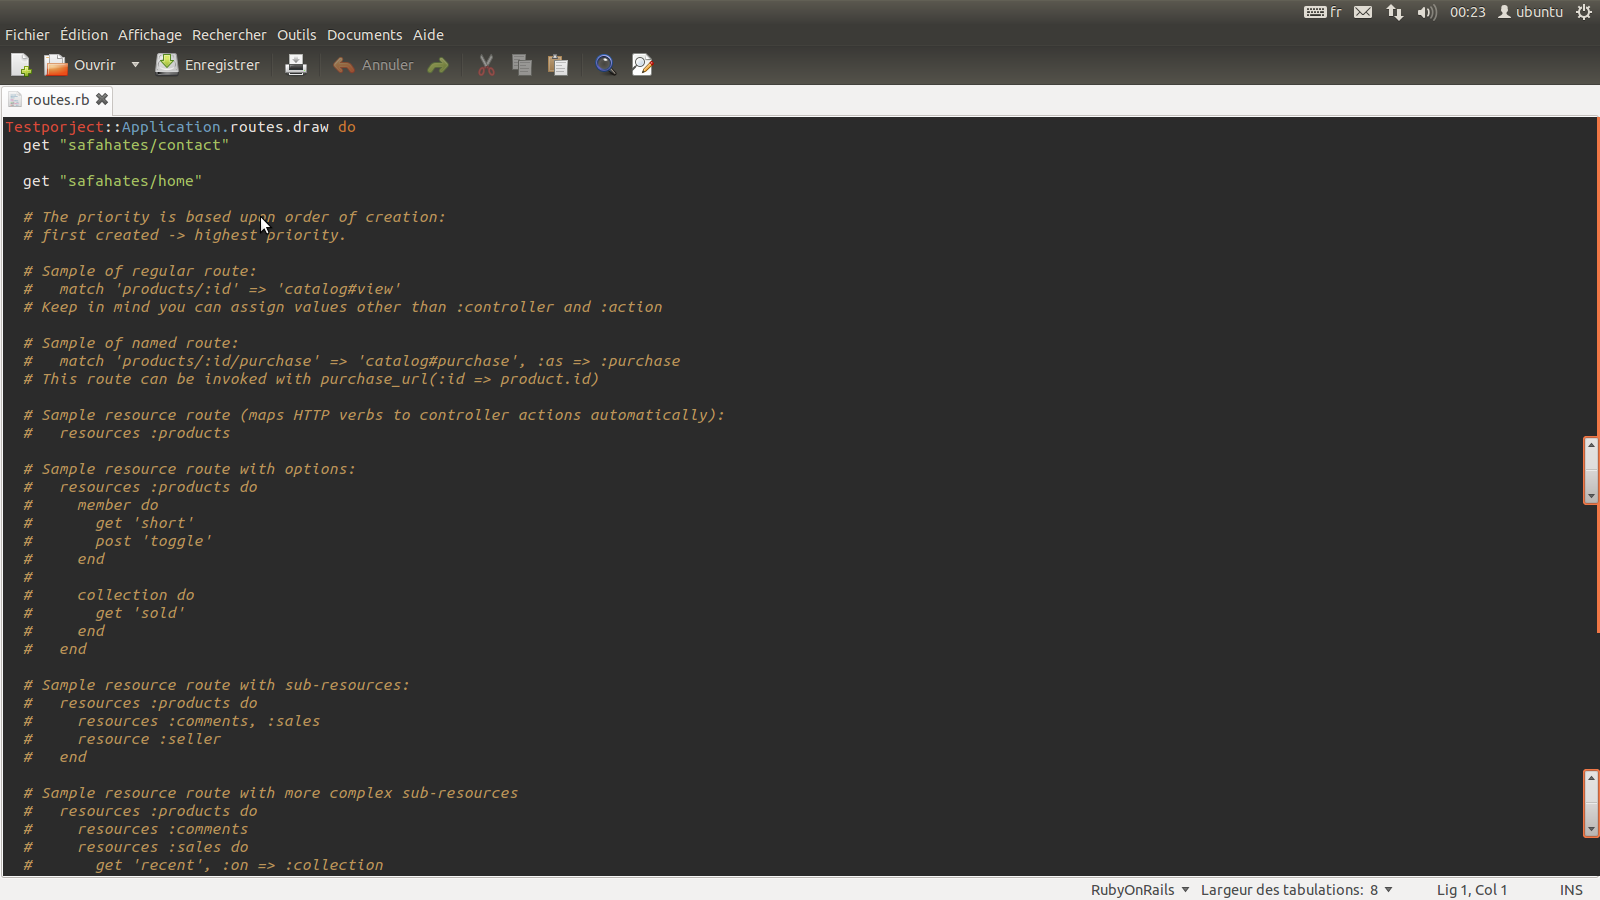 fr 00:23 ubuntu
Fichier Édition Affichage Rechercher Outils Documents Aide
Ouvrir Enregistrer Annuler
routes.rb
Testporject::Application.routes.draw do
  get "safahates/contact"
  get "safahates/home"
  # The priority is based upon order of creation:
  # first created -> highest priority.
  # Sample of regular route:
  #   match 'products/:id' => 'catalog#view'
  # Keep in mind you can assign values other than :controller and :action
  # Sample of named route:
  #   match 'products/:id/purchase' => 'catalog#purchase', :as => :purchase
  # This route can be invoked with purchase_url(:id => product.id)
  # Sample resource route (maps HTTP verbs to controller actions automatically):
  #   resources :products
  # Sample resource route with options:
  #   resources :products do
  #     member do
  #       get 'short'
  #       post 'toggle'
  #     end
  #
  #     collection do
  #       get 'sold'
  #     end
  #   end
  # Sample resource route with sub-resources:
  #   resources :products do
  #     resources :comments, :sales
  #     resource :seller
  #   end
  # Sample resource route with more complex sub-resources
  #   resources :products do
  #     resources :comments
  #     resources :sales do
  #       get 'recent', :on => :collection
RubyOnRails Largeur des tabulations: 8 Lig 1, Col 1 INS